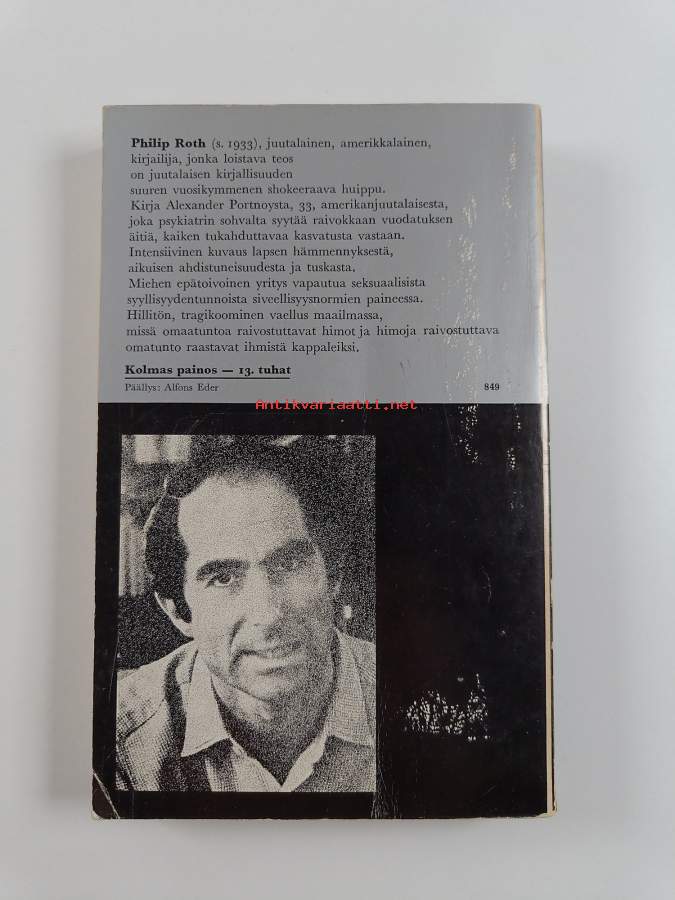 Philip Roth (s. 1933), juutalainen, amerikkalainen,
kirjailija, jonka loistava teos
on juutalaisen kirjallisuuden
suuren vuosikymmenen shokeeraava huippu.
Kirja Alexander Portnoysta, 33, amerikanjuutalaisesta,
joka psykiatrin sohvalta syytää raivokkaan vuodatuksen
äitiä, kaiken tukahduttavaa kasvatusta vastaan.
Intensiivinen kuvaus lapsen hämmennyksestä,
aikuisen ahdistuneisuudesta ja tuskasta.
Miehen epätoivoinen yritys vapautua seksuaalisista
syyllisyydentunnoista siveellisyysnormien paineessa.
Hillitön, tragikoominen vaellus maailmassa,
missä omaatuntoa raivostuttavat himot ja himoja raivostuttava
omatunto raastavat ihmistä kappaleiksi.
Kolmas painos — 13. tuhat
Päällys: Alfons Eder 849
Antikvariaatti.net